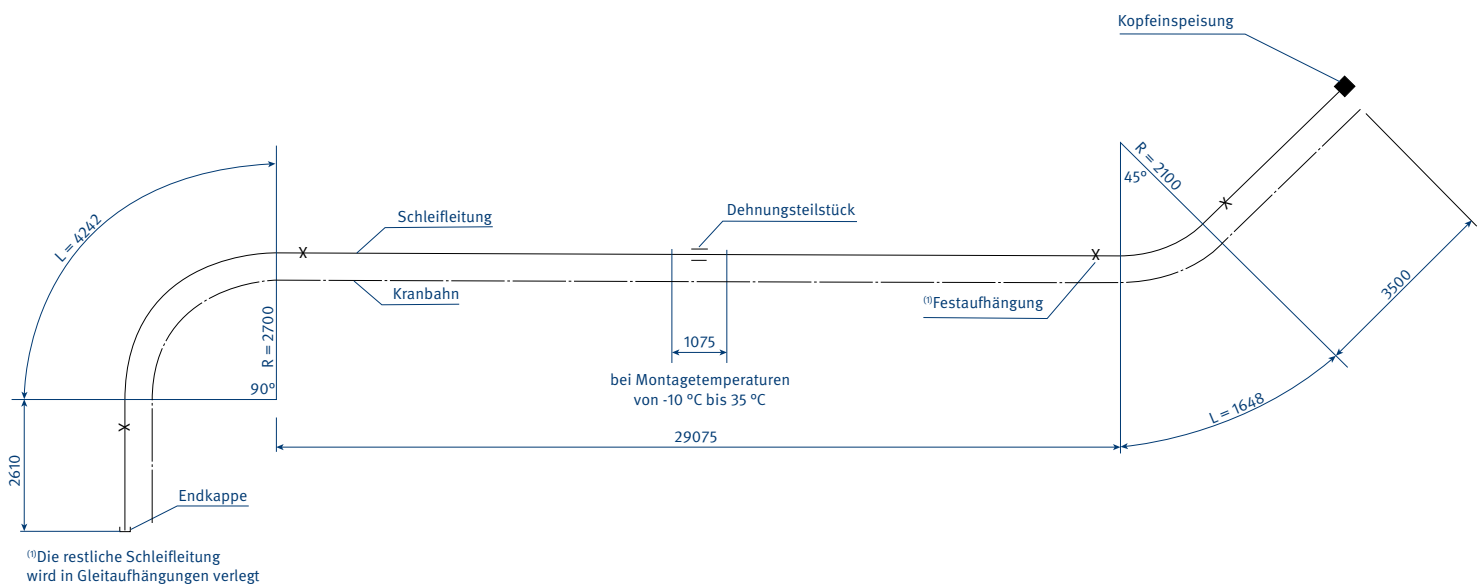 Kopfeinspeisung
R = 2100
45°
L = 4242
Schleifleitung
Dehnungsteilstück
Kranbahn
⁽¹⁾Festaufhängung
3500
R = 2700
1075
90°
bei Montagetemperaturen
von -10 °C bis 35 °C
L = 1648
29075
2610
Endkappe
⁽¹⁾Die restliche Schleifleitung
wird in Gleitaufhängungen verlegt